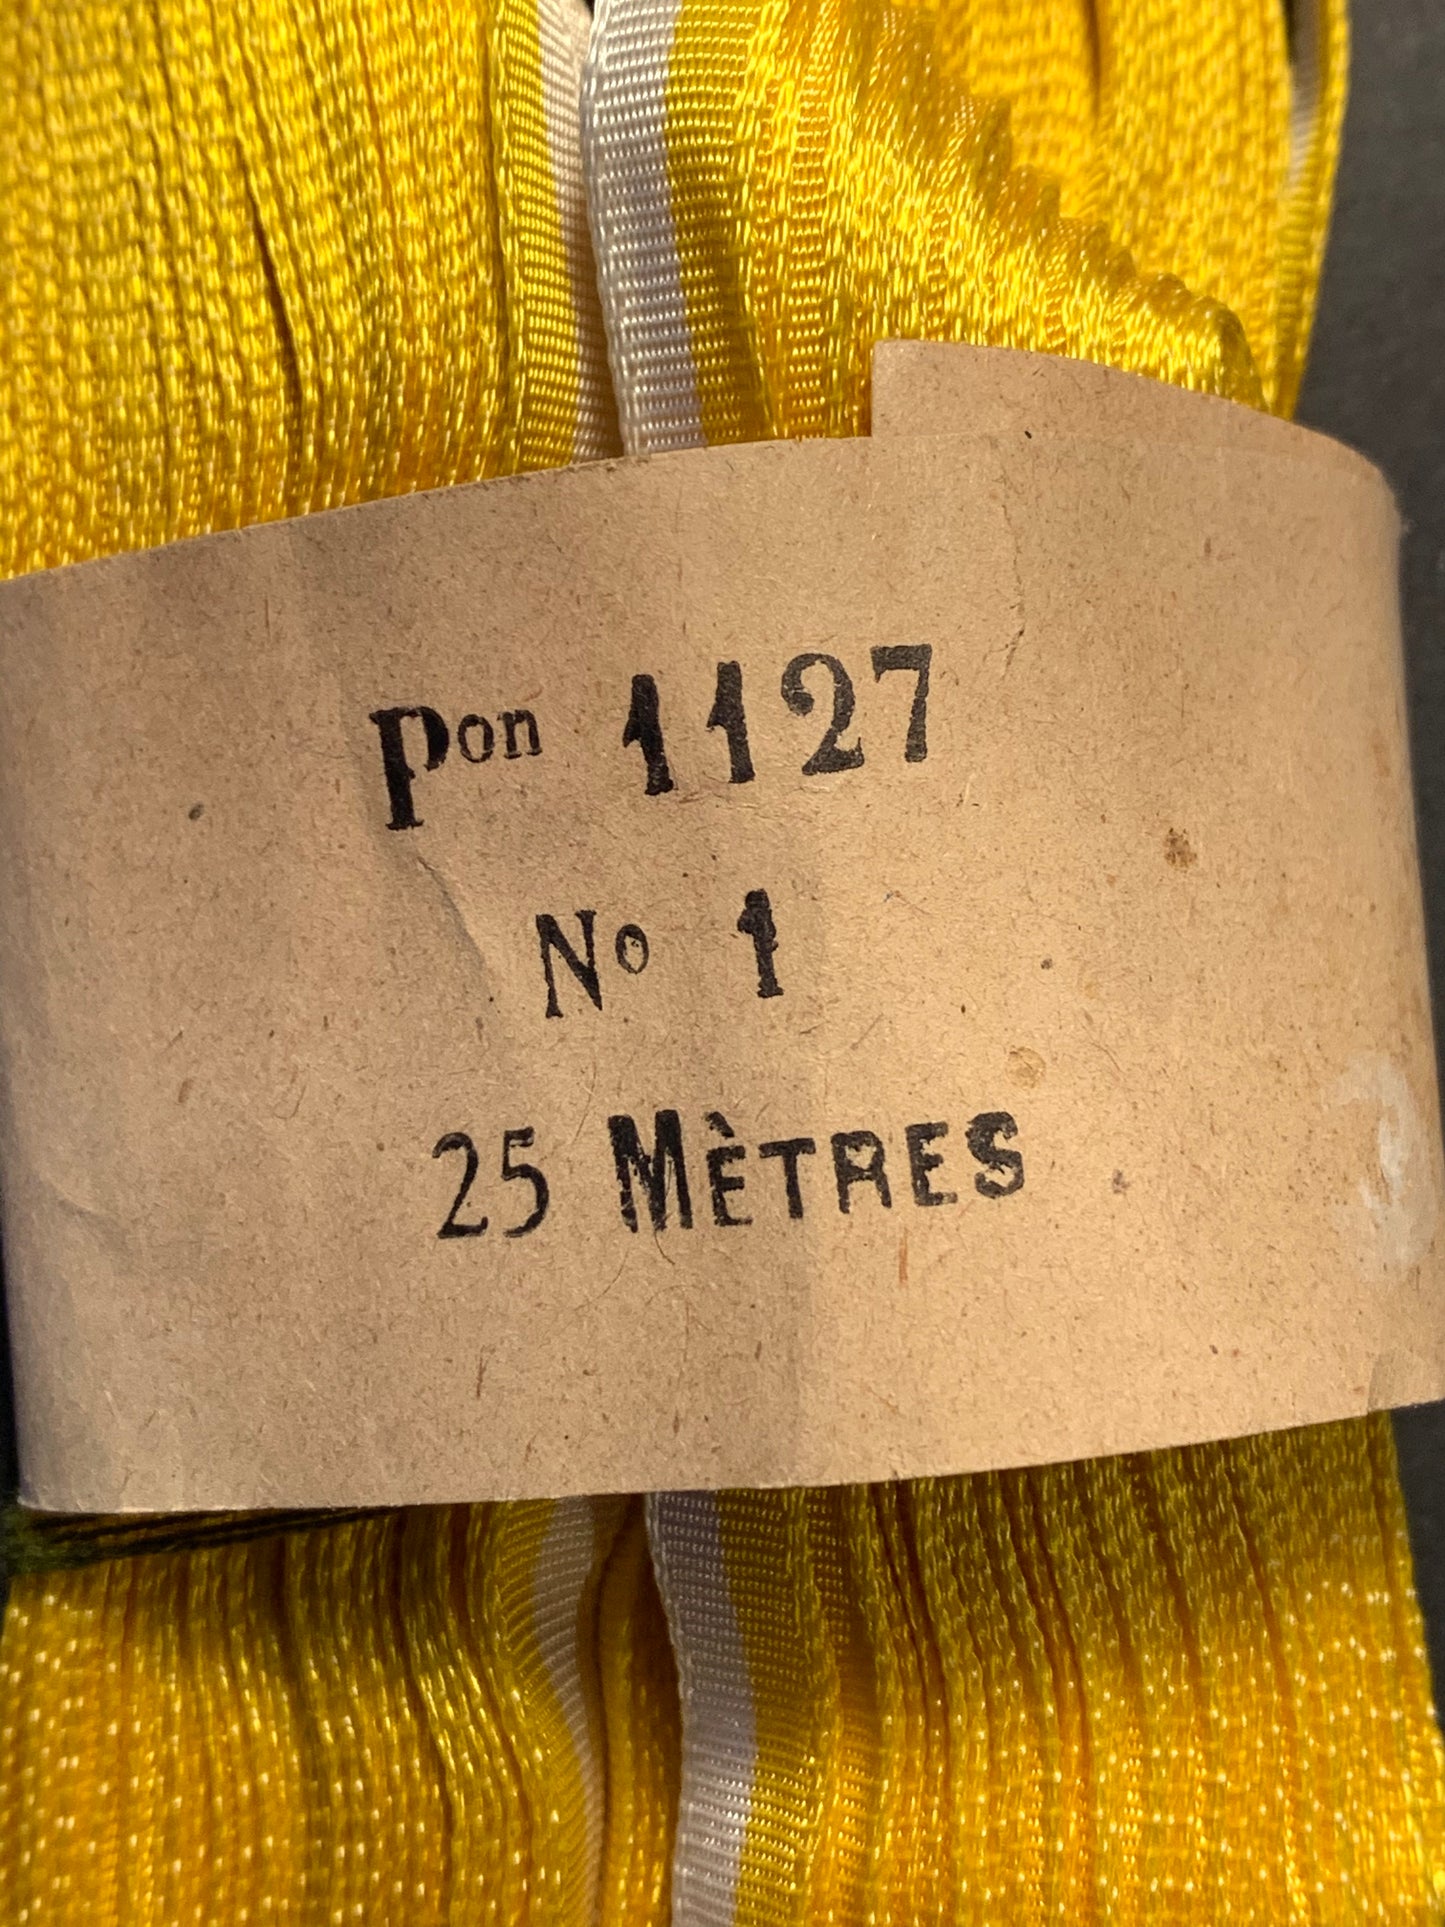 Pon 1127
No 1
25 MÈTRES